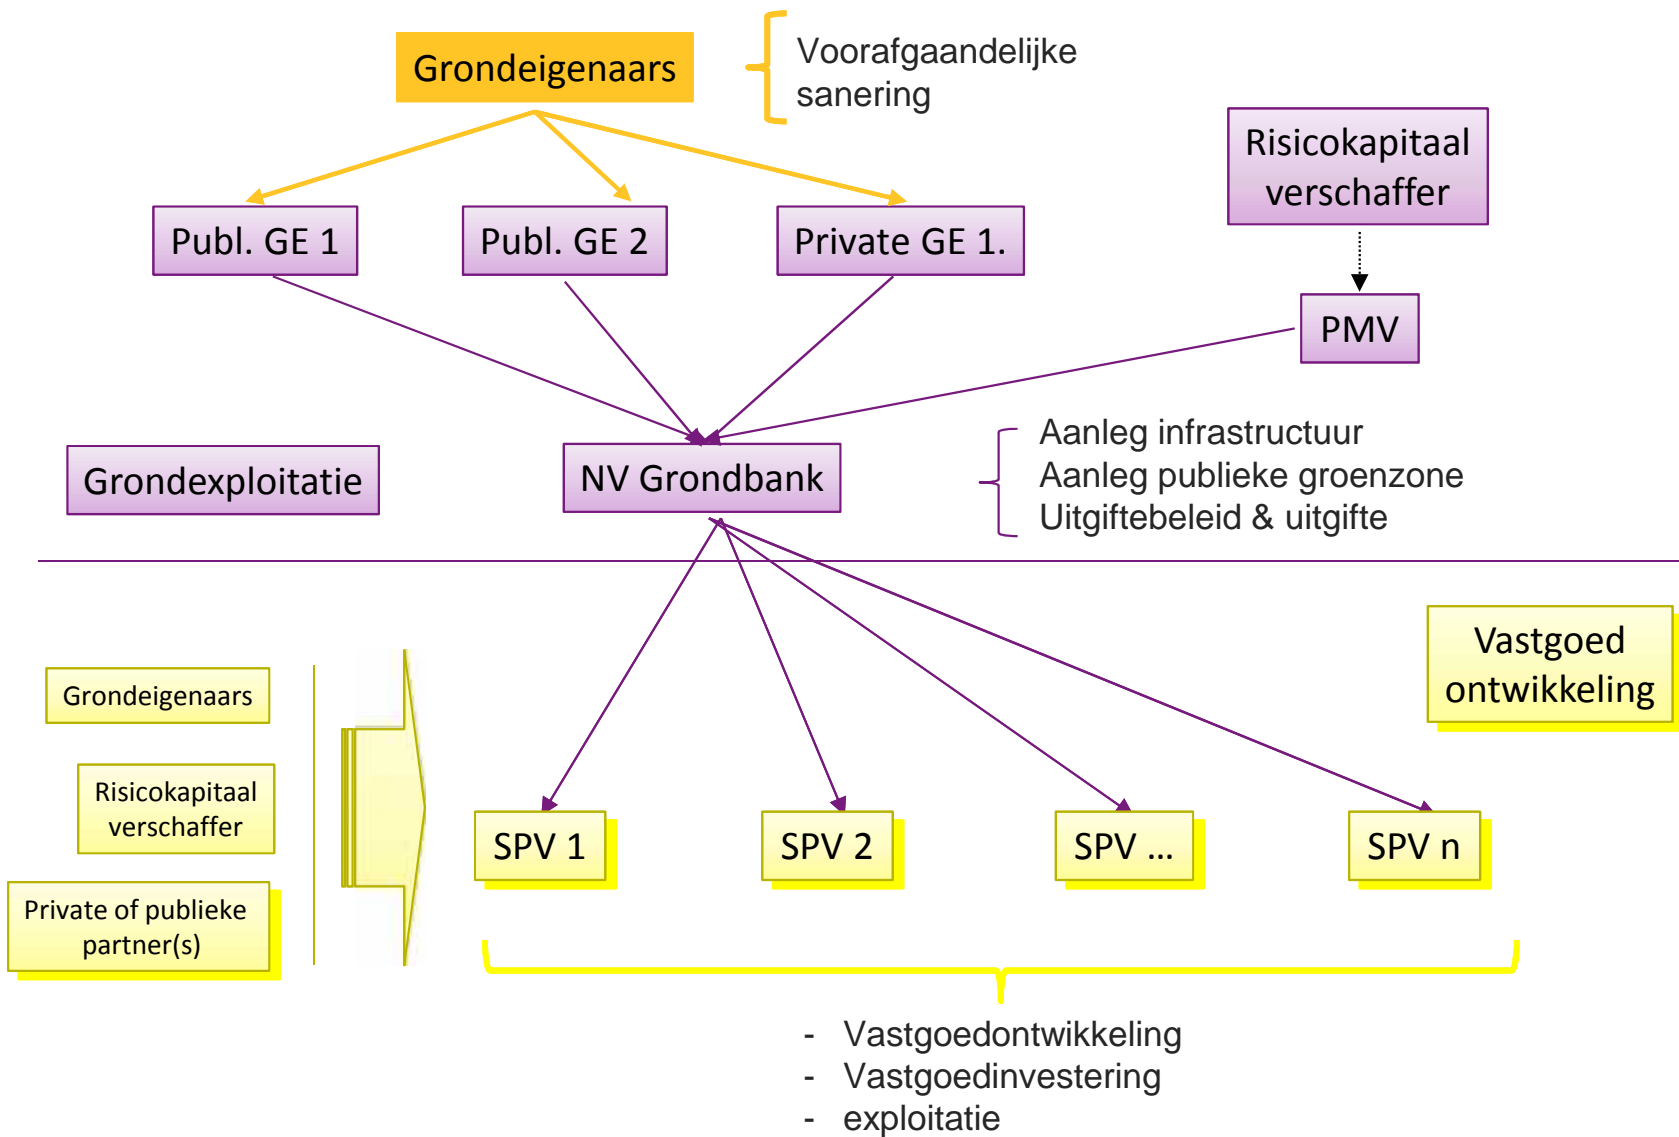 Grondeigenaars
Voorafgaandelijke
sanering
Risicokapitaal
verschaffer
Publ. GE 1
Publ. GE 2
Private GE 1.
PMV
Grondexploitatie
NV Grondbank
Aanleg infrastructuur
Aanleg publieke groenzone
Uitgiftebeleid & uitgifte
Vastgoed
ontwikkeling
Grondeigenaars
Risicokapitaal
verschaffer
Private of publieke
partner(s)
SPV 1
SPV 2
SPV ...
SPV n
- Vastgoedontwikkeling
- Vastgoedinvestering
- exploitatie